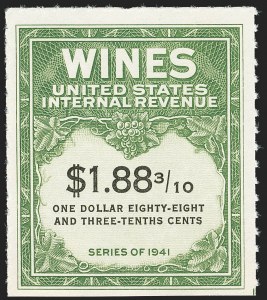 WINES
UNITED STATES
INTERNAL REVENUE
$1.88 3/10
ONE DOLLAR EIGHTY-EIGHT
AND THREE-TENTHS CENTS
SERIES OF 1941